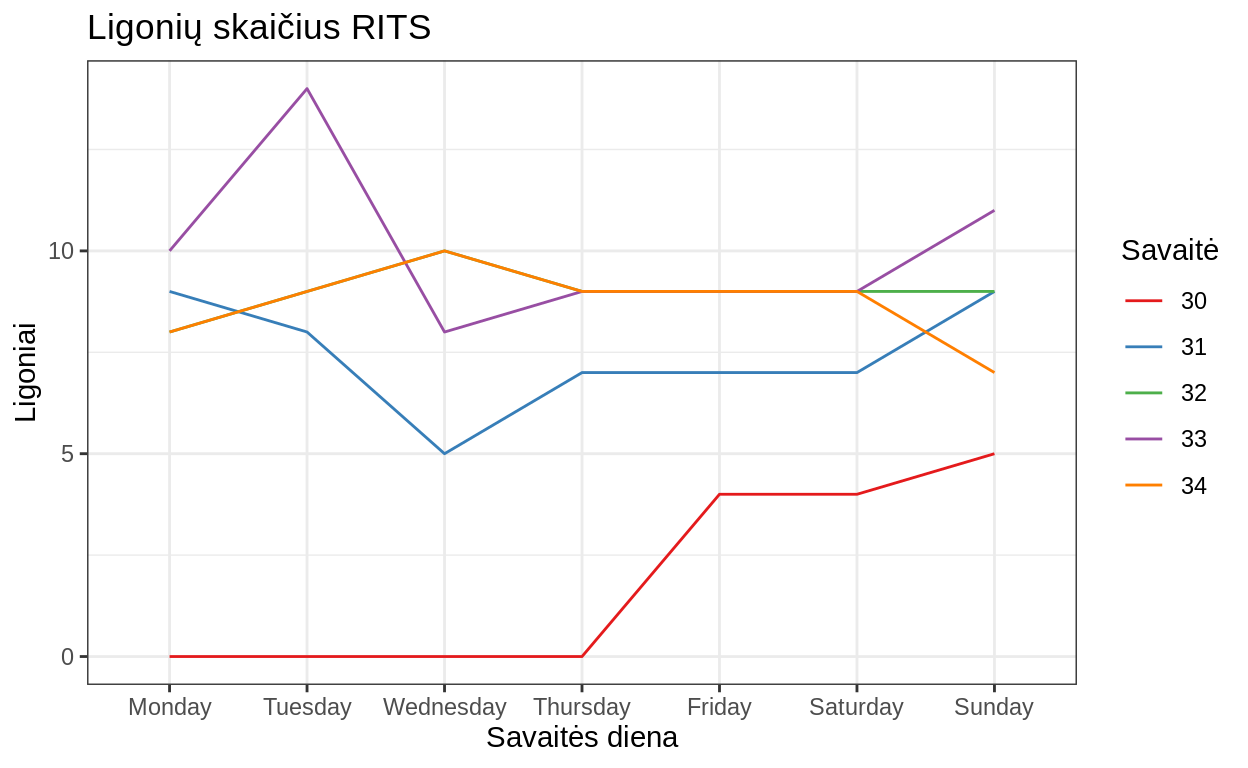 Ligonių skaičius RITS
Ligoniai
10
5
0
Monday Tuesday Wednesday Thursday Friday Saturday Sunday
Savaitės diena
Savaitė
30
31
32
33
34